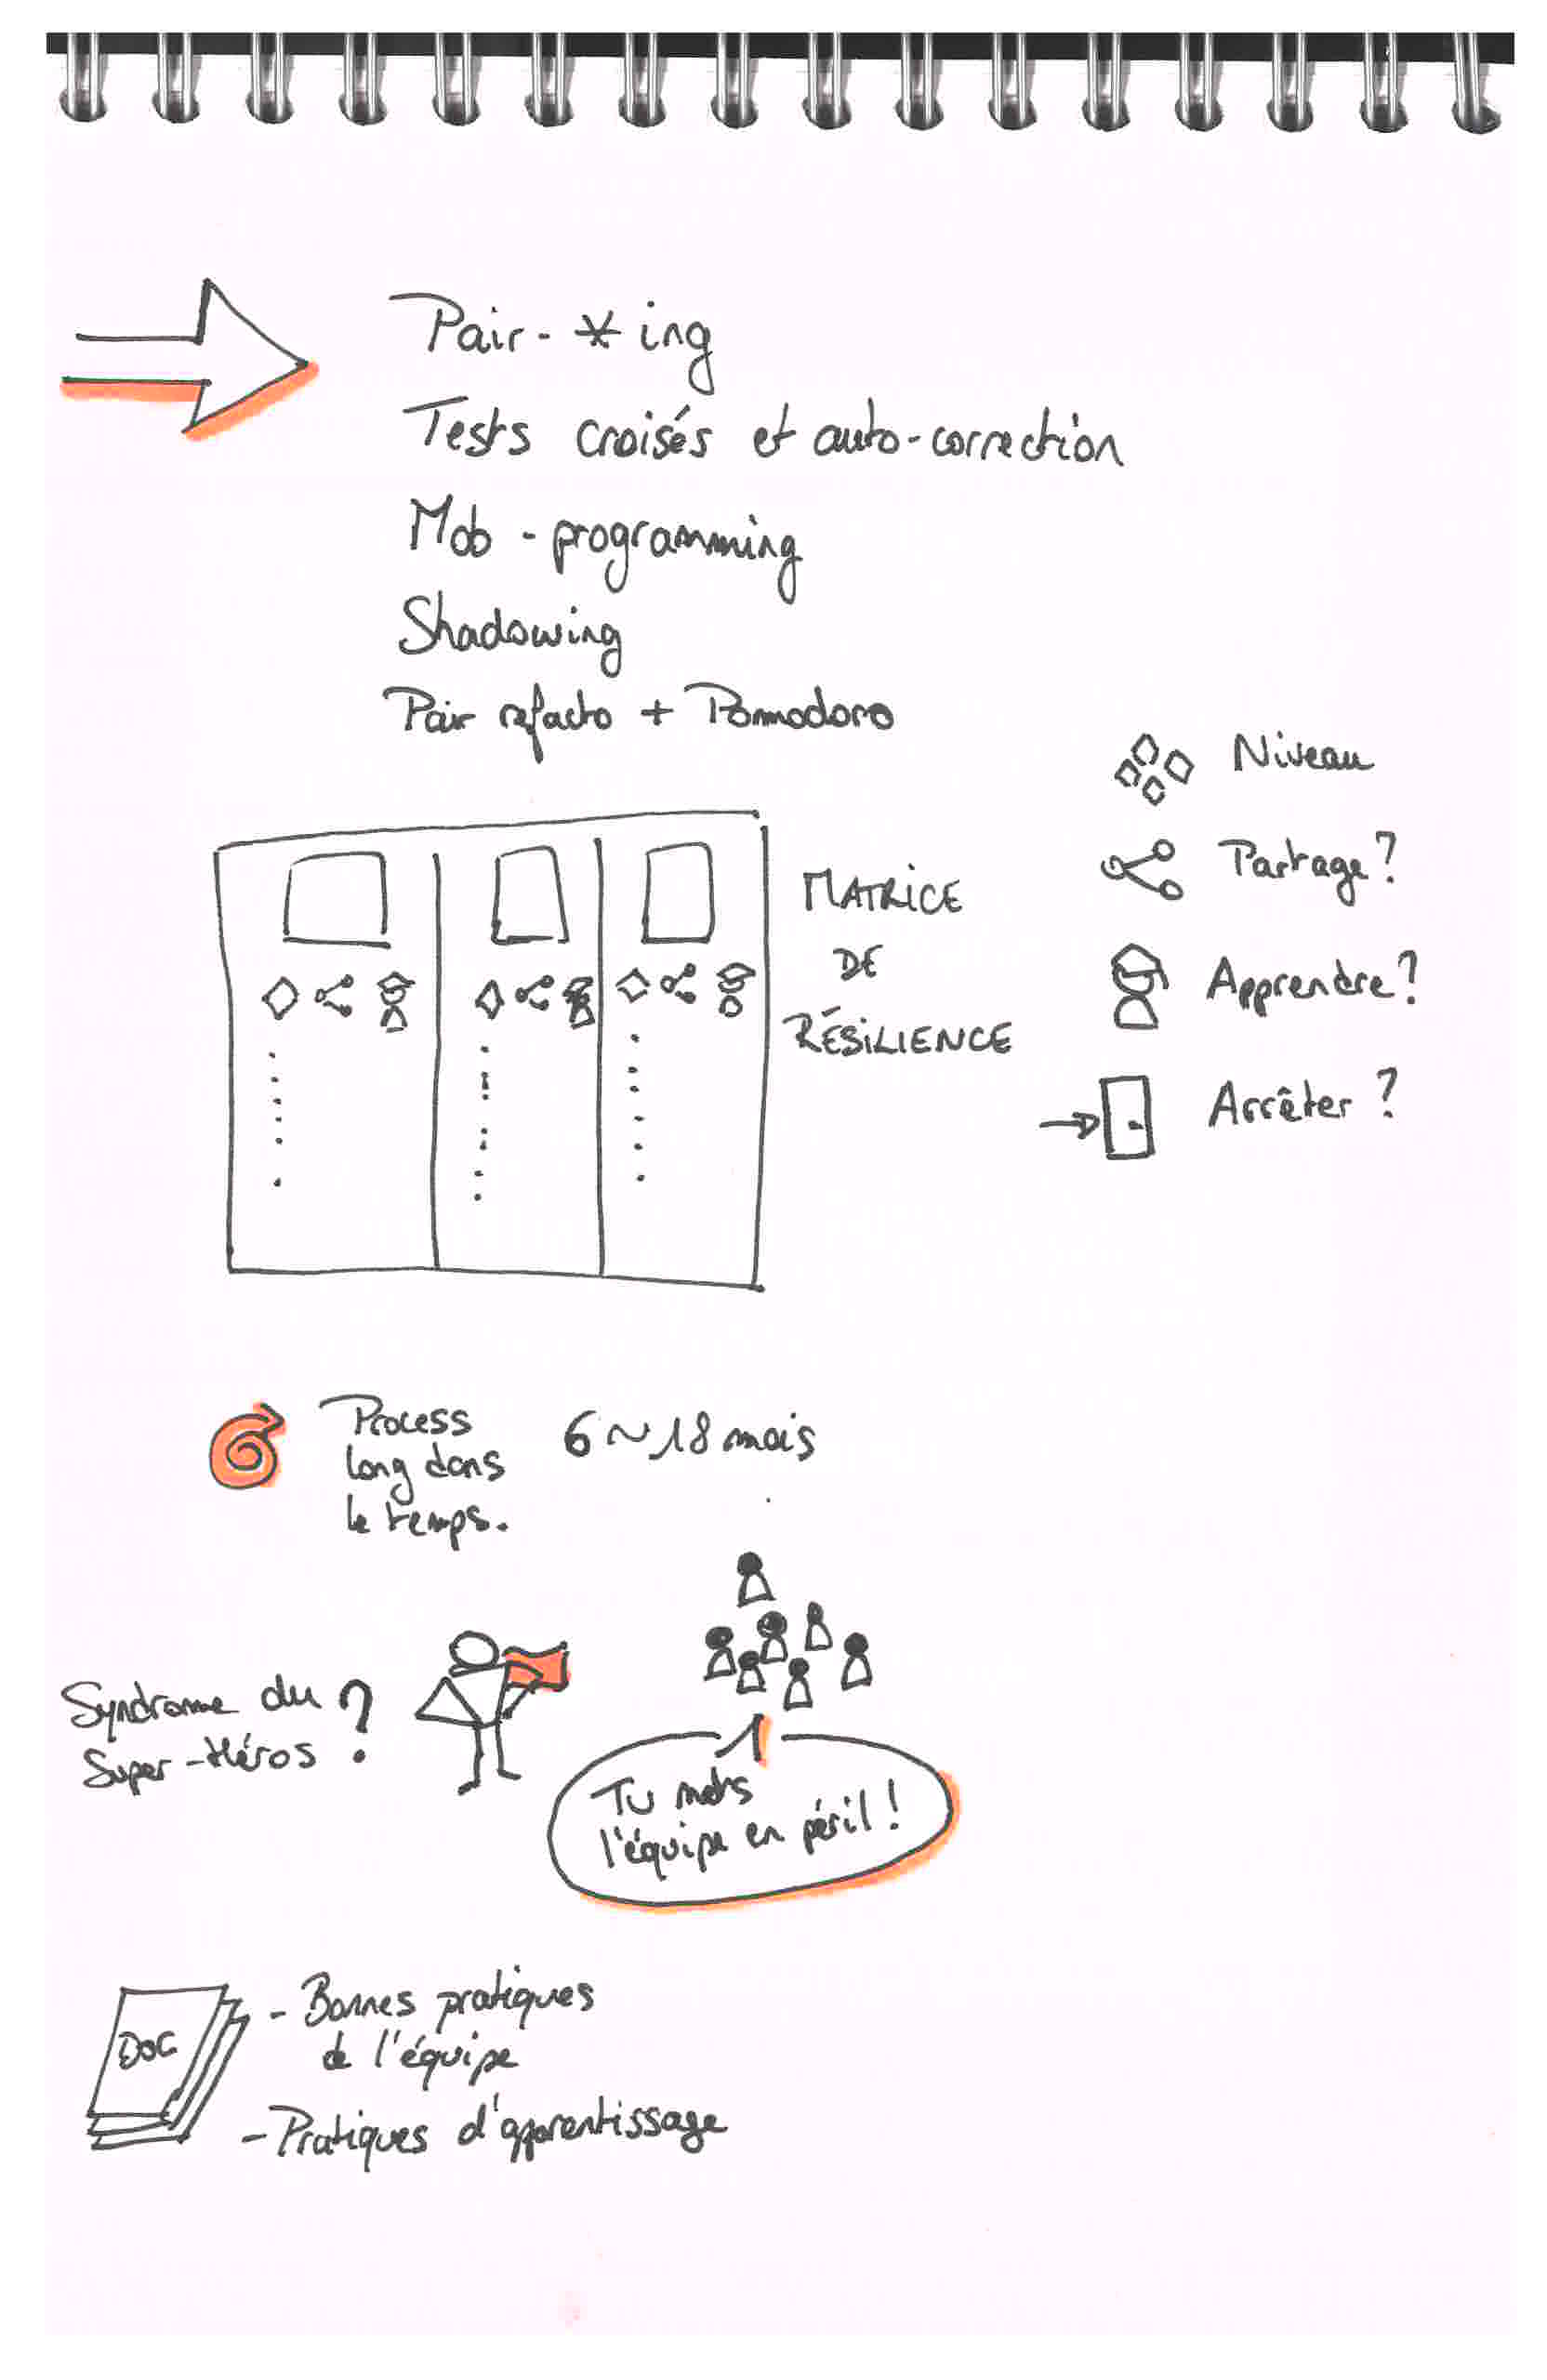 Pair-*ing
Tests croisés et auto-correction
Mob-programming
Shadowing
Pair refacto + Pomodoro
Niveau
Partage?
Apprendre?
Arrêter?
MATRICE
DE
RÉSILIENCE
Process
long dans
le temps.
6~18 mois
Syndrome du
Super-Héros ?
Tu mets
l'équipe en péril!
DOC
- Bonnes pratiques
de l'équipe
- Pratiques d'apprentissage